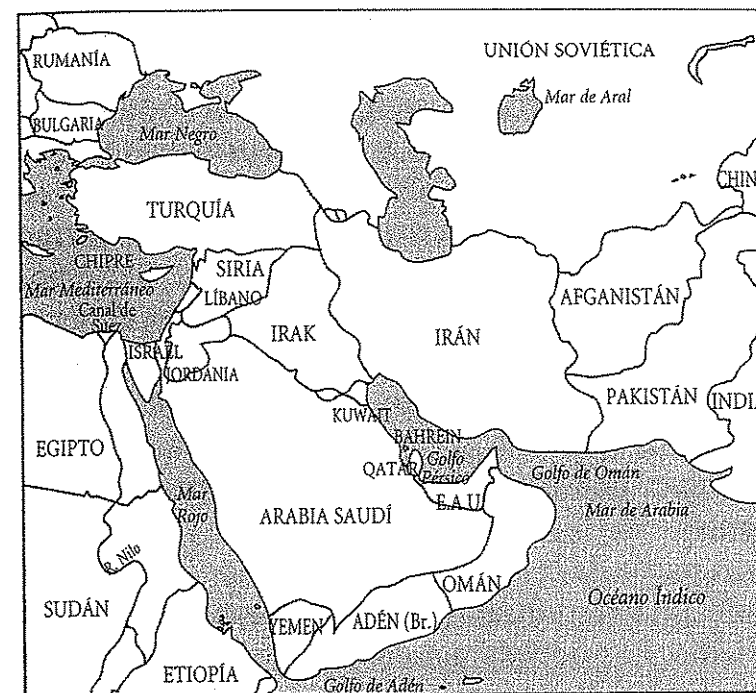 UNIÓN SOVIÉTICA
RUMANÍA
Mar de Aral
BULGARIA
Mar Negro
CHIN
TURQUÍA
CHIPRE
SIRIA
Mar Mediterráneo
LÍBANO
AFGANISTÁN
Canal de
Suez
IRAK
IRÁN
ISRAEL
JORDANIA
PAKISTÁN
INDI
KUWAIT
BAHREIN
EGIPTO
Golfo
Pérsico
QATAR
Golfo de Omán
Mar
Rojo
E.A.U.
ARABIA SAUDÍ
Mar de Arabia
R. Nilo
OMÁN
Océano Índico
SUDÁN
YEMEN
ADÉN (Br.)
ETIOPÍA
Golfo de Adén